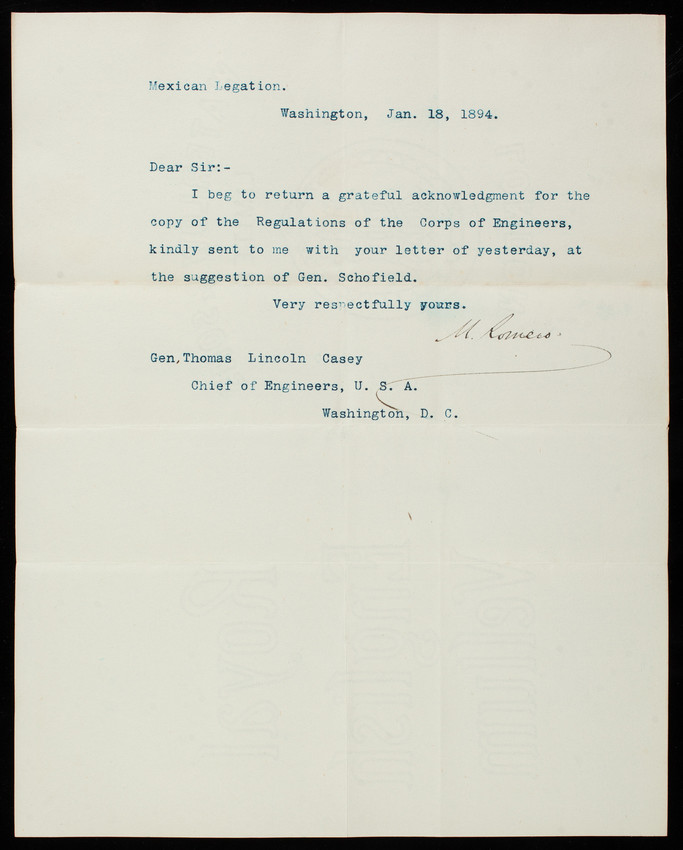 Mexican Legation.
Washington, Jan. 18, 1894.
Dear Sir:-
I beg to return a grateful acknowledgment for the
copy of the Regulations of the Corps of Engineers,
kindly sent to me with your letter of yesterday, at
the suggestion of Gen. Schofield.
Very respectfully yours.
M. Romero.
Gen,Thomas Lincoln Casey
Chief of Engineers, U. S. A.
Washington, D. C.